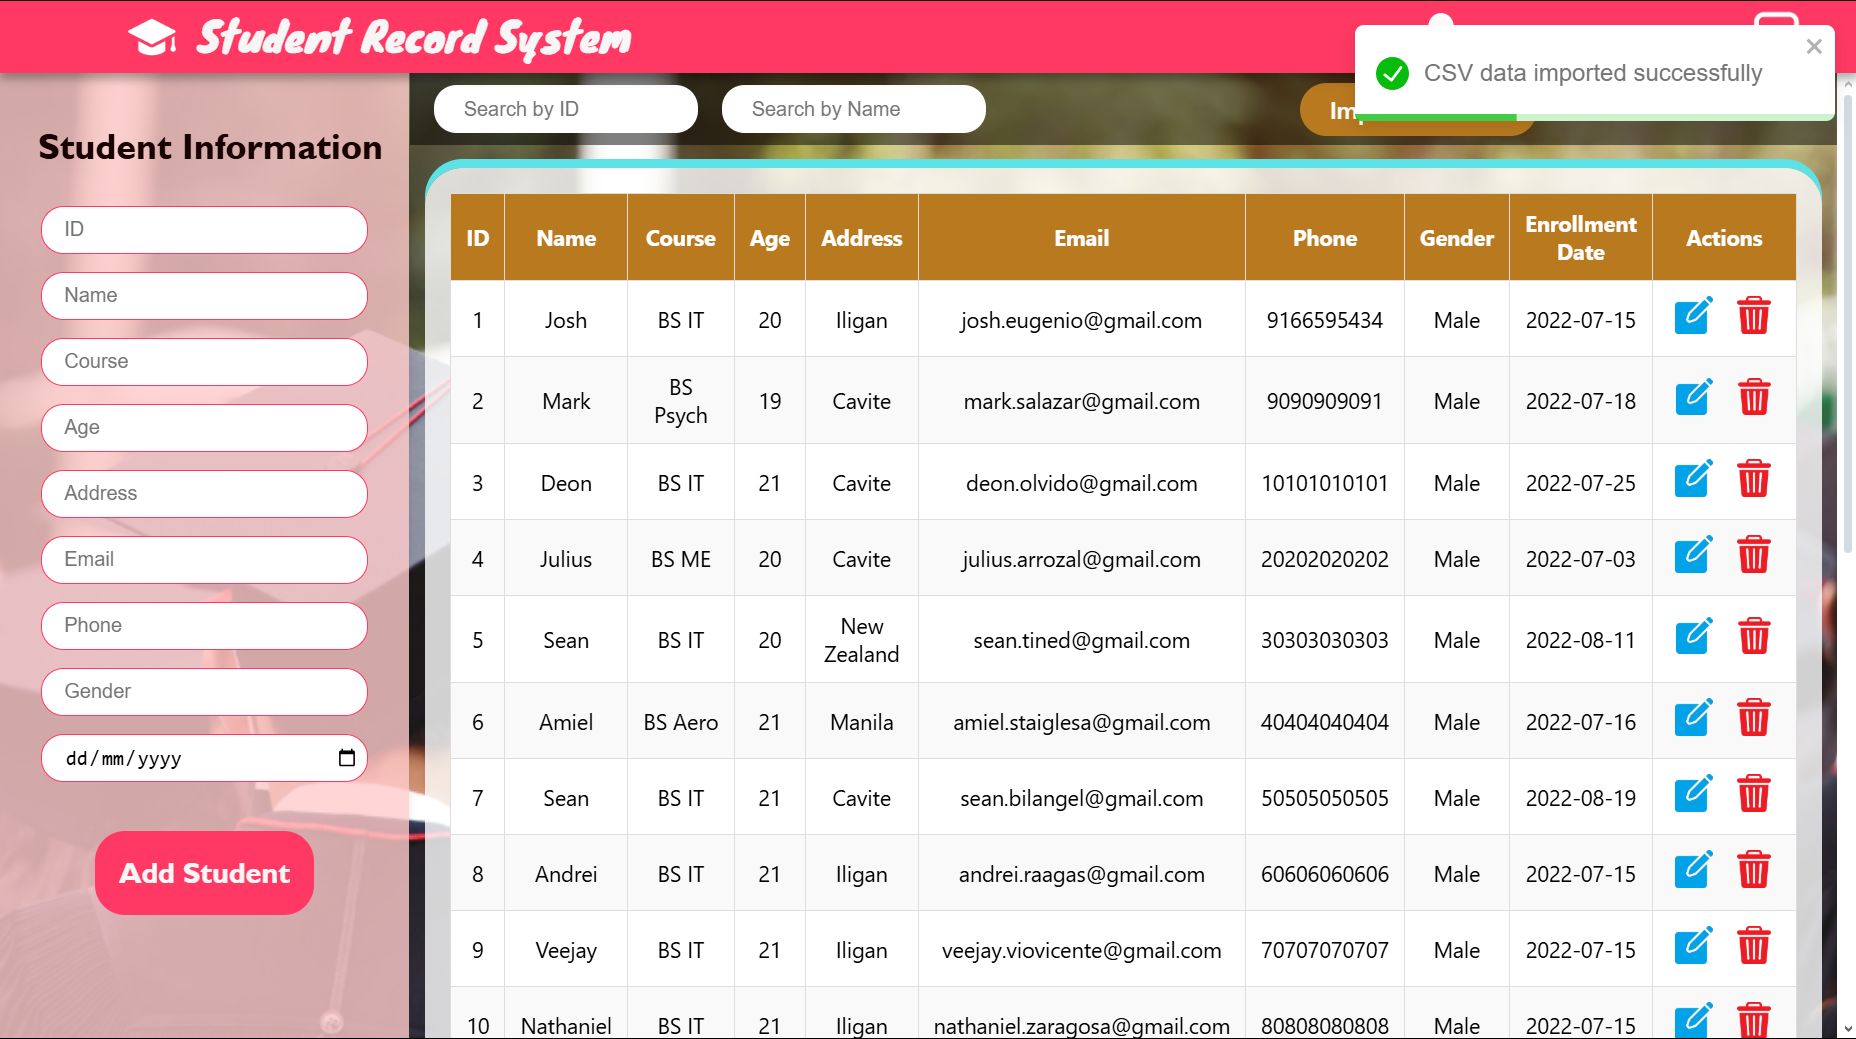 Student Record System
CSV data imported successfully
Student Information
ID
Name
Course
Age
Address
Email
Phone
Gender
dd/mm/yyyy
Add Student
Search by ID
Search by Name
ID Name Course Age Address Email Phone Gender Enrollment Date Actions
1 Josh BS IT 20 Iligan josh.eugenio@gmail.com 9166595434 Male 2022-07-15
2 Mark BS Psych 19 Cavite mark.salazar@gmail.com 9090909091 Male 2022-07-18
3 Deon BS IT 21 Cavite deon.olvido@gmail.com 10101010101 Male 2022-07-25
4 Julius BS ME 20 Cavite julius.arrozal@gmail.com 20202020202 Male 2022-07-03
5 Sean BS IT 20 New Zealand sean.tined@gmail.com 30303030303 Male 2022-08-11
6 Amiel BS Aero 21 Manila amiel.staiglesa@gmail.com 40404040404 Male 2022-07-16
7 Sean BS IT 21 Cavite sean.bilangel@gmail.com 50505050505 Male 2022-08-19
8 Andrei BS IT 21 Iligan andrei.raagas@gmail.com 60606060606 Male 2022-07-15
9 Veejay BS IT 21 Iligan veejay.viovicente@gmail.com 70707070707 Male 2022-07-15
10 Nathaniel BS IT 21 Iligan nathaniel.zaragosa@gmail.com 80808080808 Male 2022-07-15